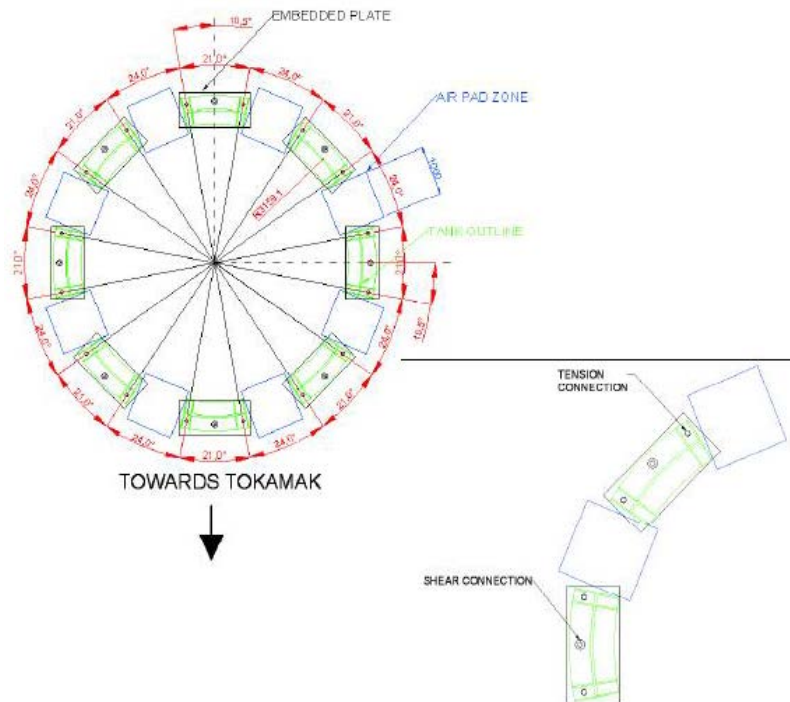 10,5°
EMBEDDED PLATE
21,0°
24,0°
24,0°
AIR PAD ZONE
21,0°
21,0°
24,0°
24,0°
R3159,1
TANK OUTLINE
21,0°
21,0°
10,5°
24,0°
24,0°
21,0°
21,0°
24,0°
24,0°
21,0°
TOWARDS TOKAMAK
TENSION
CONNECTION
SHEAR CONNECTION